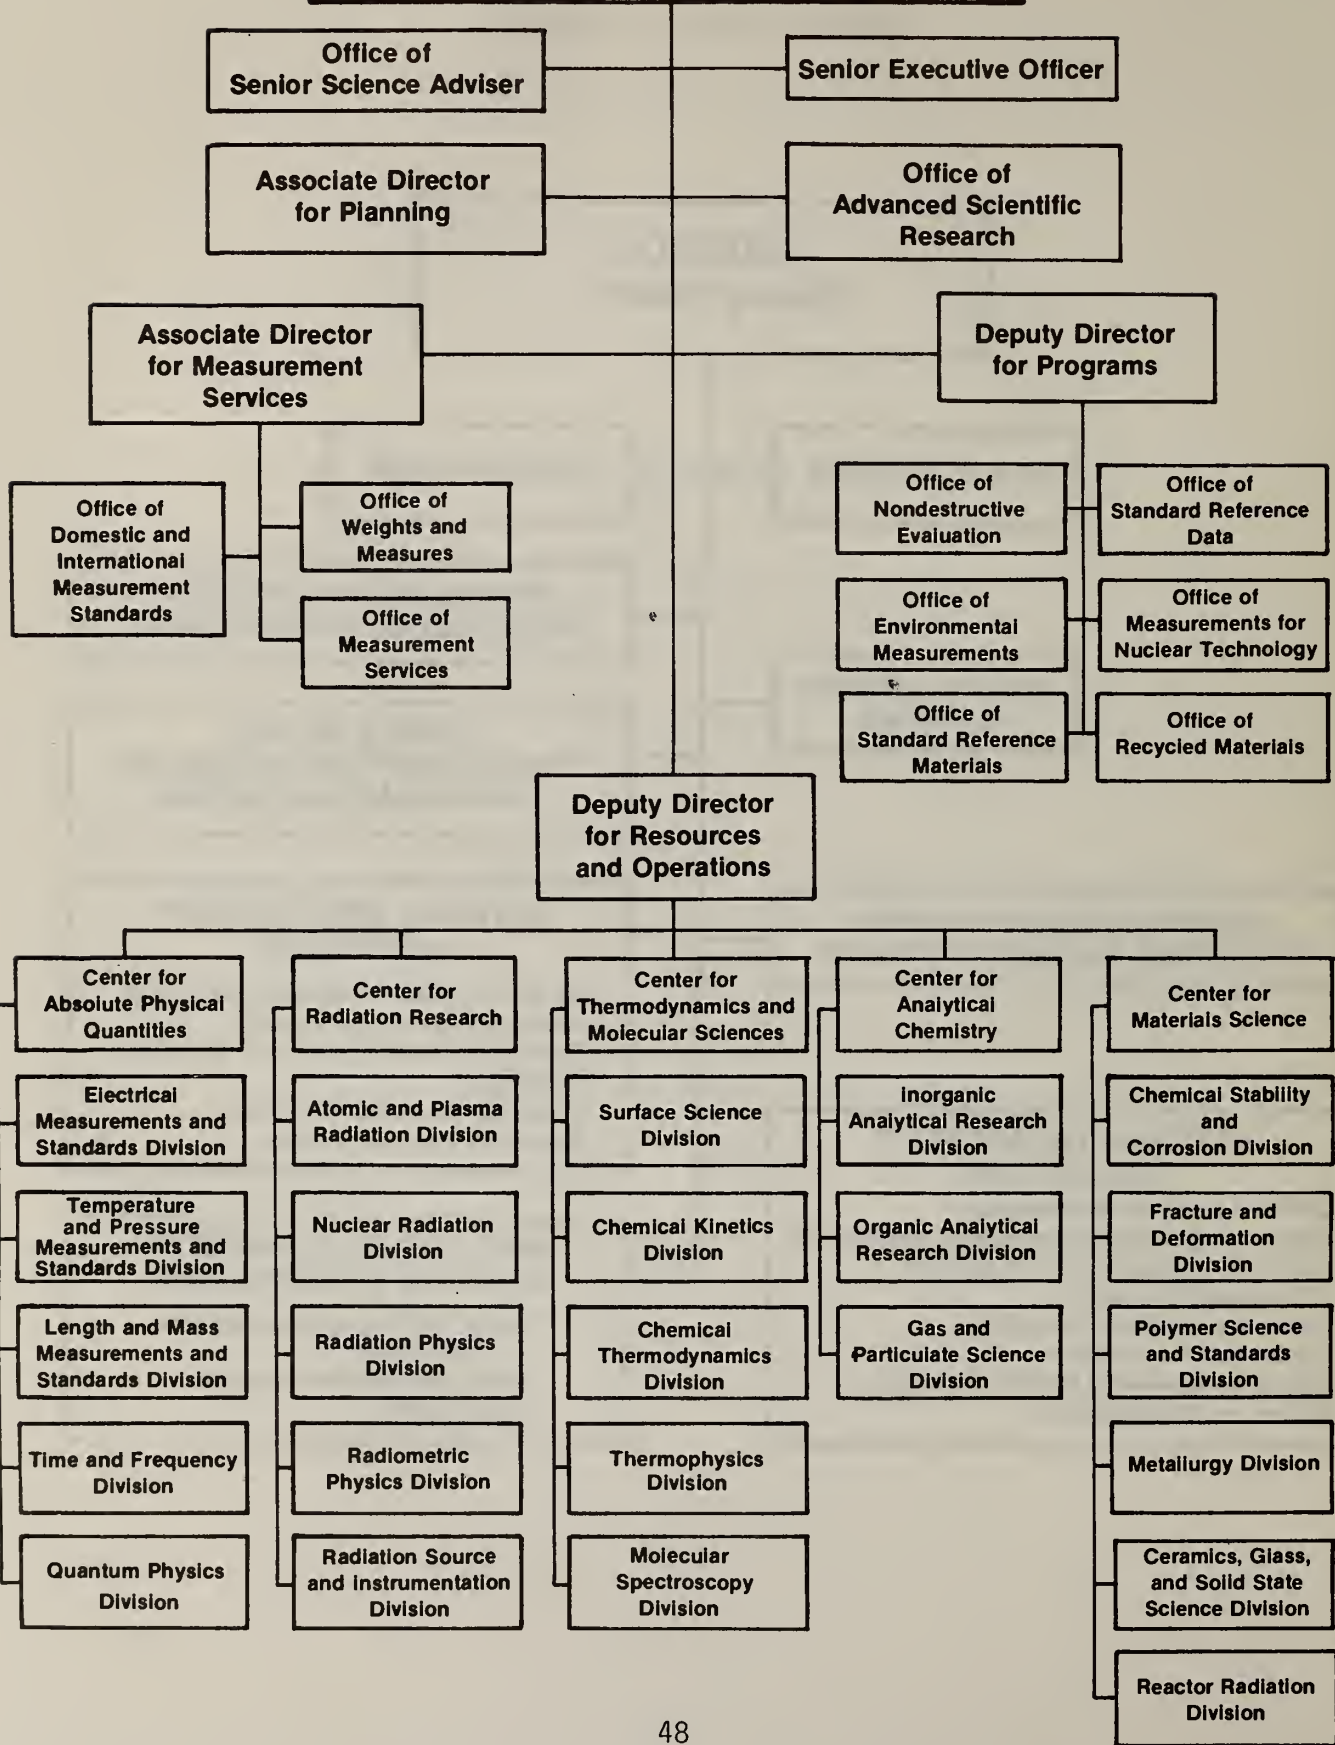 Office of
Senior Science Adviser
Senior Executive Officer
Associate Director
for Planning
Office of
Advanced Scientific
Research
Associate Director
for Measurement
Services
Deputy Director
for Programs
Office of
Domestic and
International
Measurement
Standards
Office of
Weights and
Measures
Office of
Measurement
Services
Office of
Nondestructive
Evaluation
Office of
Standard Reference
Data
Office of
Environmental
Measurements
Office of
Measurements for
Nuclear Technology
Office of
Standard Reference
Materials
Office of
Recycled Materials
Deputy Director
for Resources
and Operations
Center for
Absolute Physical
Quantities
Electrical
Measurements and
Standards Division
Temperature
and Pressure
Measurements and
Standards Division
Length and Mass
Measurements and
Standards Division
Time and Frequency
Division
Quantum Physics
Division
Center for
Radiation Research
Atomic and Plasma
Radiation Division
Nuclear Radiation
Division
Radiation Physics
Division
Radiometric
Physics Division
Radiation Source
and Instrumentation
Division
Center for
Thermodynamics and
Molecular Sciences
Surface Science
Division
Chemical Kinetics
Division
Chemical
Thermodynamics
Division
Thermophysics
Division
Molecular
Spectroscopy
Division
Center for
Analytical
Chemistry
Inorganic
Analytical Research
Division
Organic Analytical
Research Division
Gas and
Particulate Science
Division
Center for
Materials Science
Chemical Stability
and
Corrosion Division
Fracture and
Deformation
Division
Polymer Science
and Standards
Division
Metallurgy Division
Ceramics, Glass,
and Solid State
Science Division
Reactor Radiation
Division
48